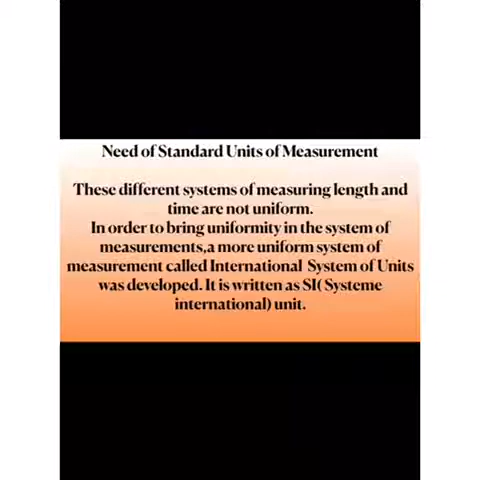 Need of Standard Units of Measurement
These different systems of measuring length and
time are not uniform.
In order to bring uniformity in the system of
measurements,a more uniform system of
measurement called International System of Units
was developed. It is written as SI( Systeme
international) unit.